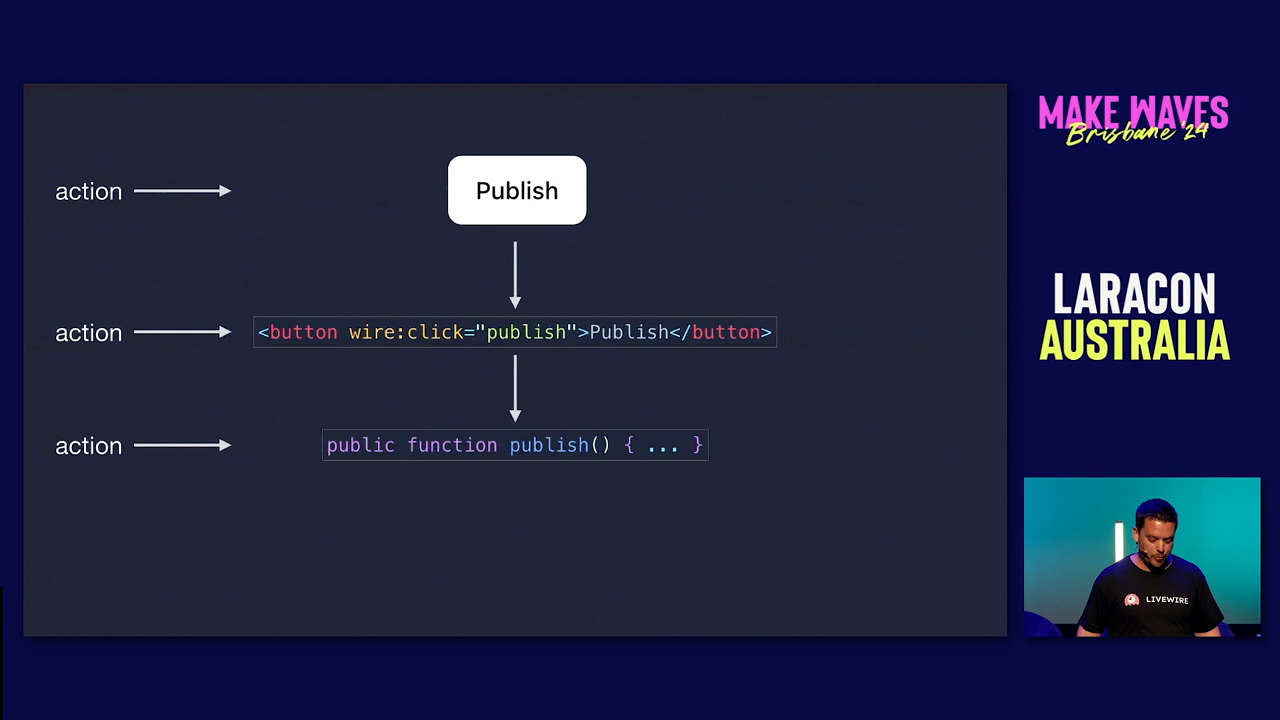 action
Publish
action
<button wire:click="publish">Publish</button>
action
public function publish() { ... }
MAKE WAVES
Brisbane '24
LARACON
AUSTRALIA
LIVEWIRE